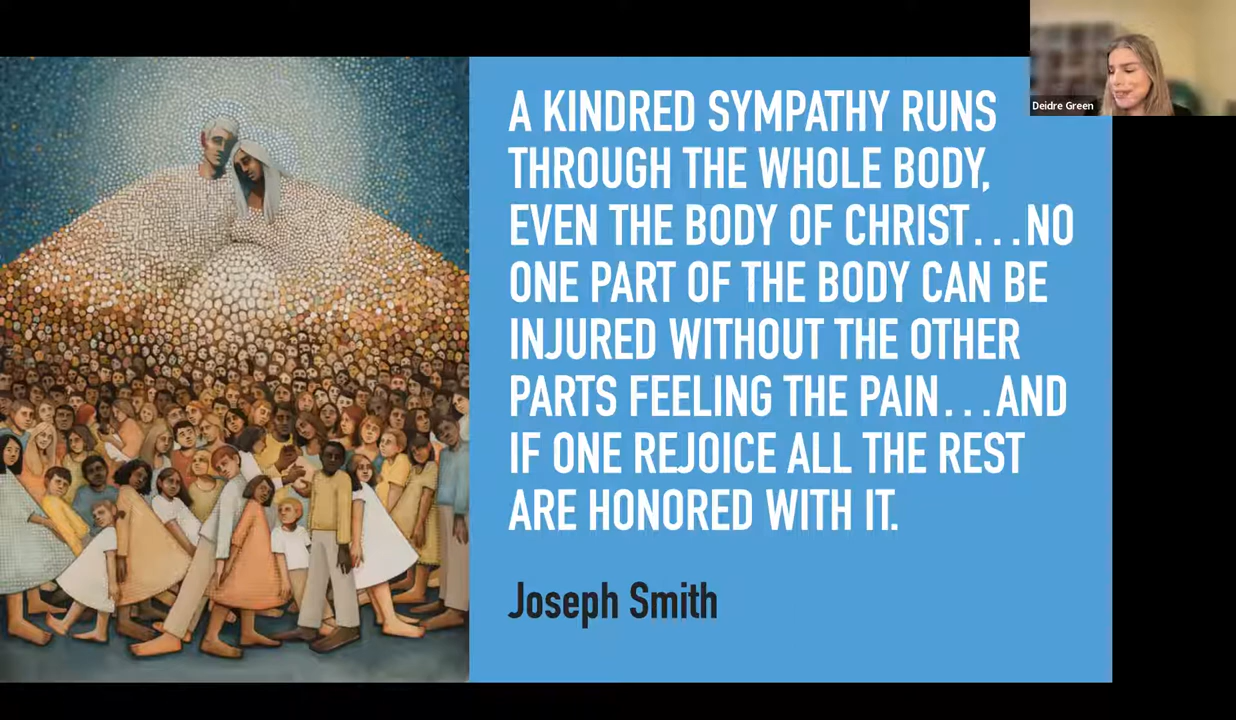 A KINDRED SYMPATHY RUNS
THROUGH THE WHOLE BODY,
EVEN THE BODY OF CHRIST...NO
ONE PART OF THE BODY CAN BE
INJURED WITHOUT THE OTHER
PARTS FEELING THE PAIN...AND
IF ONE REJOICE ALL THE REST
ARE HONORED WITH IT.
Joseph Smith
Deidre Green